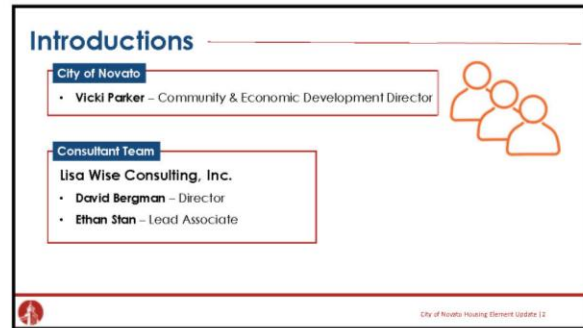 Introductions
City of Novato
• Vicki Parker – Community & Economic Development Director
Consultant Team
Lisa Wise Consulting, Inc.
• David Bergman – Director
• Ethan Stan – Lead Associate
City of Novato Housing Element Update |2